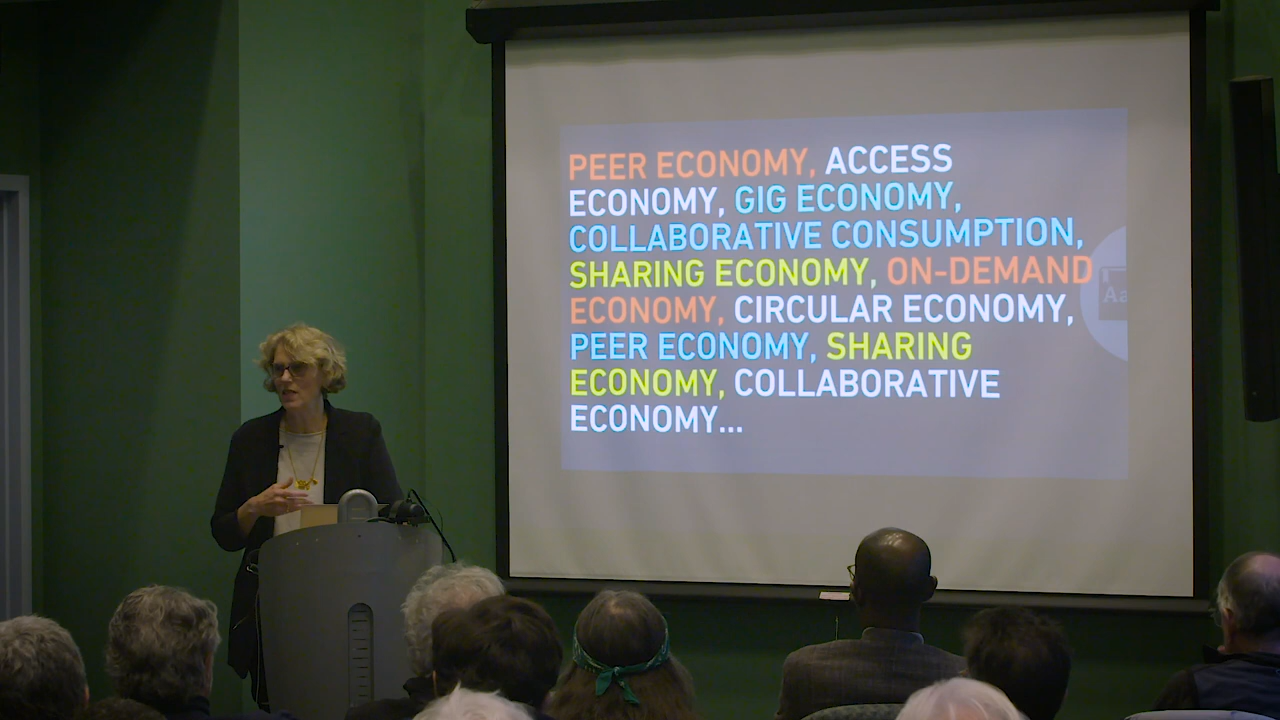 PEER ECONOMY, ACCESS
ECONOMY, GIG ECONOMY,
COLLABORATIVE CONSUMPTION,
SHARING ECONOMY, ON-DEMAND
ECONOMY, CIRCULAR ECONOMY,
PEER ECONOMY, SHARING
ECONOMY, COLLABORATIVE
ECONOMY...
Aa